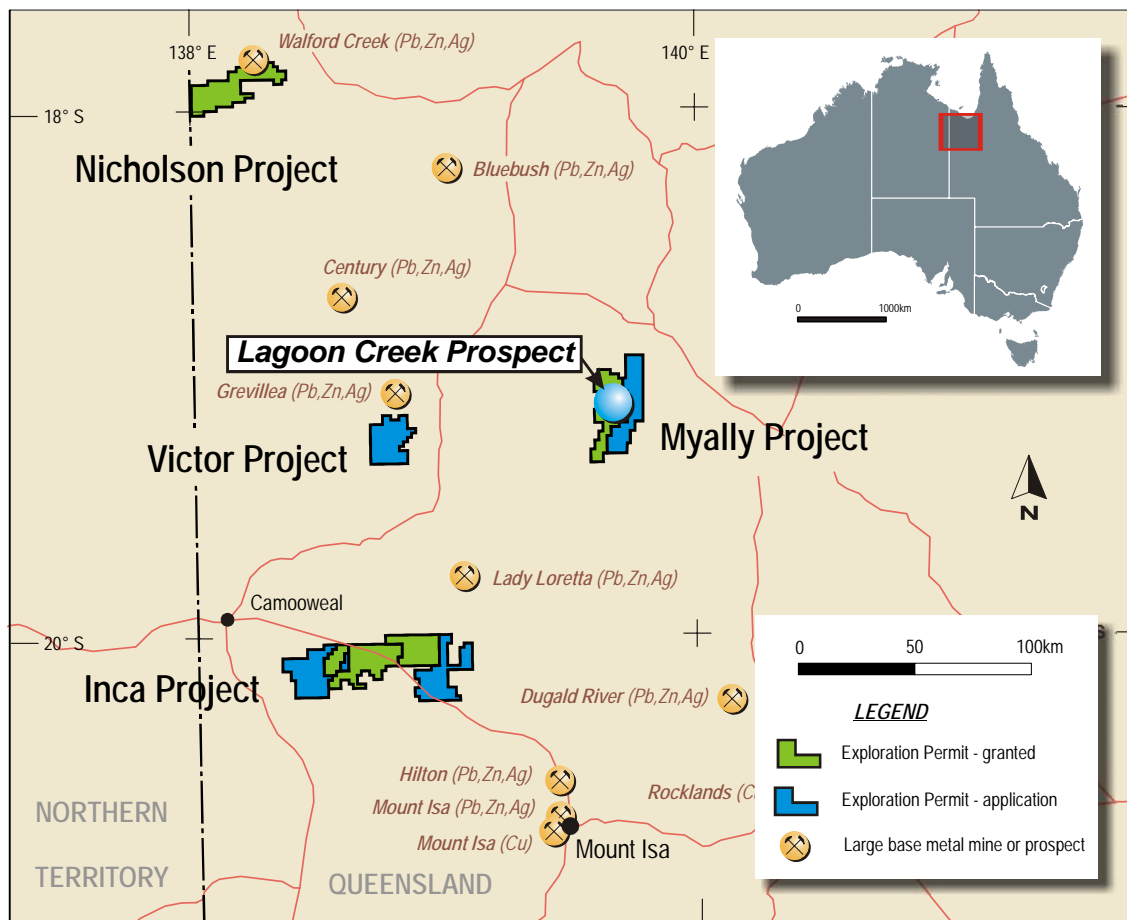 Walford Creek (Pb,Zn,Ag)
138° E
140° E
18° S
Nicholson Project
Bluebush (Pb,Zn,Ag)
Century (Pb,Zn,Ag)
0 1000km
Lagoon Creek Prospect
Grevillea (Pb,Zn,Ag)
Victor Project
Myally Project
N
Lady Loretta (Pb,Zn,Ag)
Camooweal
20° S
S
Inca Project
Dugald River (Pb,Zn,Ag)
0 50 100km
LEGEND
Exploration Permit - granted
Exploration Permit - application
Large base metal mine or prospect
Hilton (Pb,Zn,Ag)
Rocklands
Mount Isa (Pb,Zn,Ag)
Mount Isa (Cu)
Mount Isa
NORTHERN
TERRITORY
QUEENSLAND